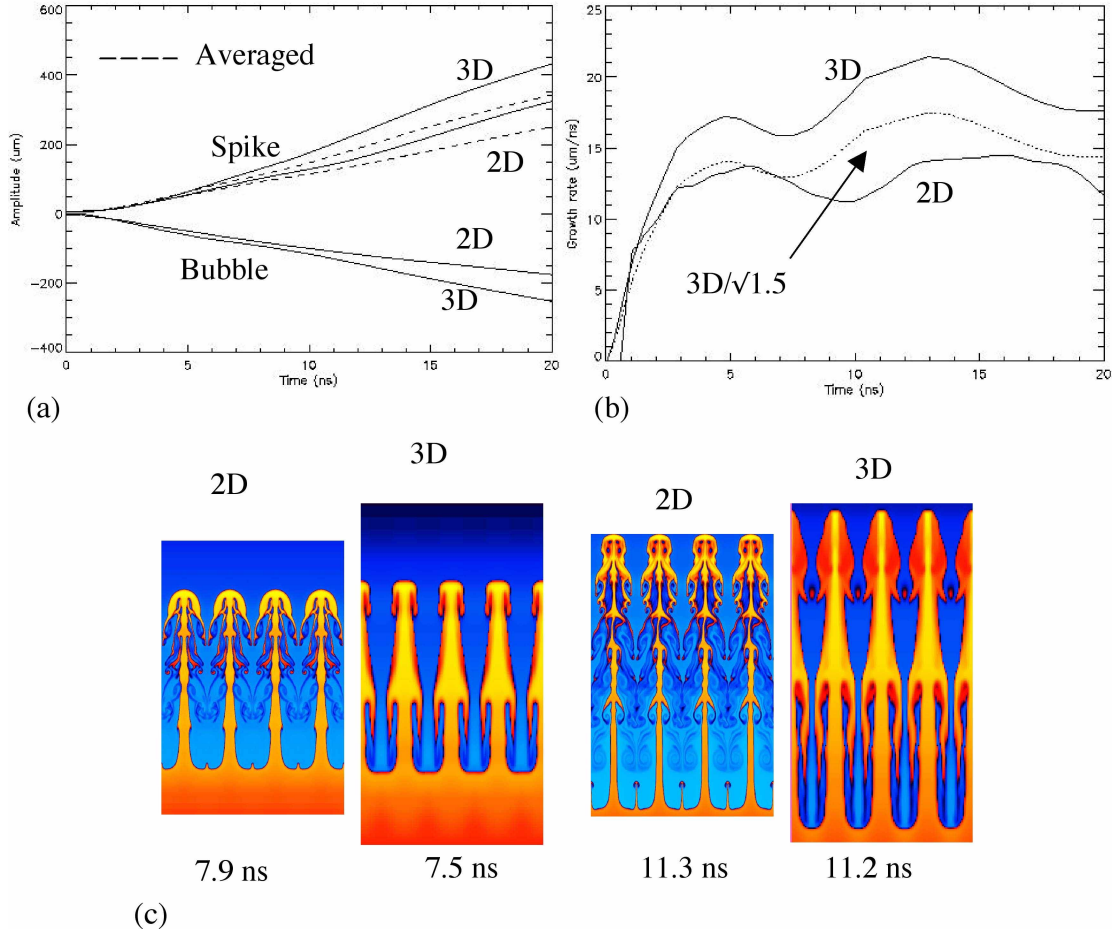 600
400
200
0
-200
-400
Amplitude (um)
Averaged
3D
Spike
2D
2D
Bubble
3D
0
5
10
15
20
Time (ns)
(a)
25
20
15
10
5
0
Growth rate (um/ns)
3D
2D
3D/√1.5
0
5
10
15
20
Time (ns)
(b)
2D
3D
2D
3D
7.9 ns
7.5 ns
11.3 ns
11.2 ns
(c)